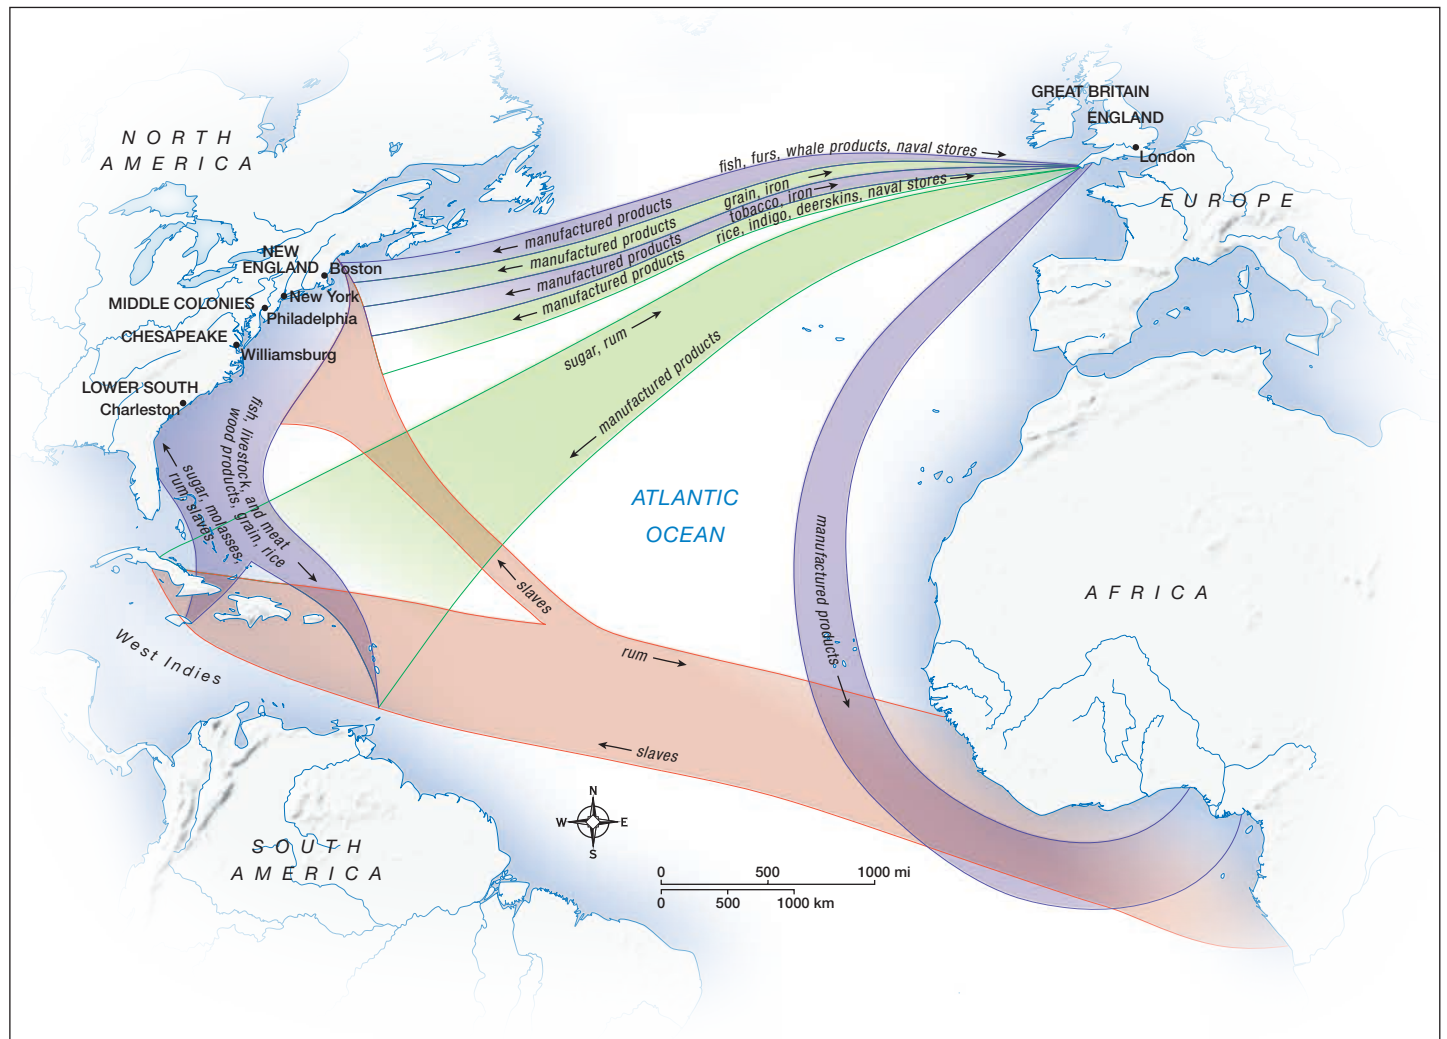 NORTH
AMERICA
GREAT BRITAIN
ENGLAND
London
EUROPE
fish, furs, whale products, naval stores
grain, iron
tobacco, iron
rice, indigo, deerskins, naval stores
manufactured products
manufactured products
manufactured products
manufactured products
NEW
ENGLAND
Boston
New York
MIDDLE COLONIES
Philadelphia
CHESAPEAKE
Williamsburg
LOWER SOUTH
Charleston
sugar, rum
manufactured products
fish, livestock, and meat
wood products, grain, rice
sugar, molasses,
rum, slaves
ATLANTIC
OCEAN
manufactured products
AFRICA
slaves
rum
West Indies
slaves
SOUTH
AMERICA
N
W
E
S
0
500
1000 mi
0
500
1000 km